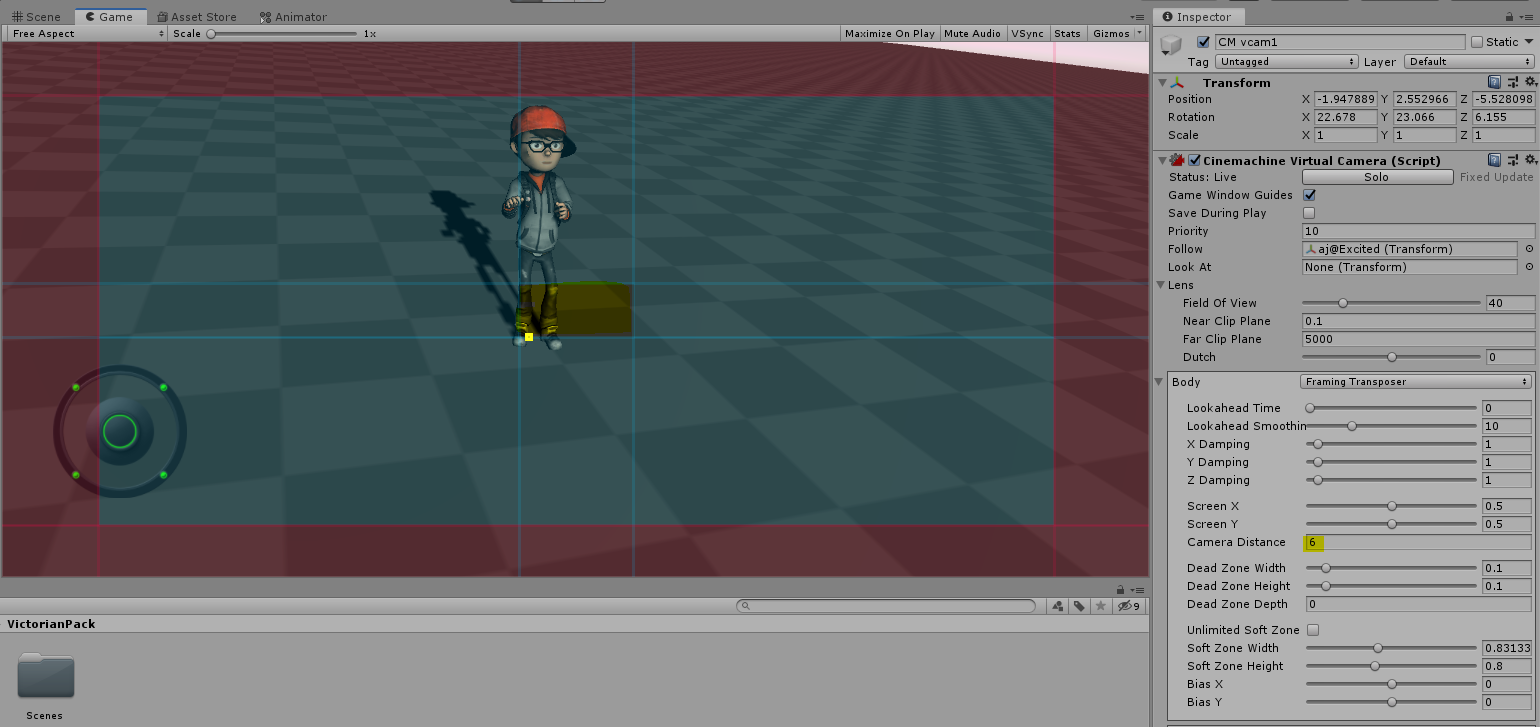 Scene Game Asset Store Animator
Free Aspect Scale 1x Maximize On Play Mute Audio VSync Stats Gizmos
9
VictorianPack
Scenes
Inspector
CM vcam1 Static
Tag Untagged Layer Default
Transform
Position X -1.947889 Y 2.552966 Z -5.528098
Rotation X 22.678 Y 23.066 Z 6.155
Scale X 1 Y 1 Z 1
Cinemachine Virtual Camera (Script)
Status: Live Solo Fixed Update
Game Window Guides
Save During Play
Priority 10
Follow aj@Excited (Transform)
Look At None (Transform)
Lens
Field Of View 40
Near Clip Plane 0.1
Far Clip Plane 5000
Dutch 0
Body Framing Transposer
Lookahead Time 0
Lookahead Smoothin 10
X Damping 1
Y Damping 1
Z Damping 1
Screen X 0.5
Screen Y 0.5
Camera Distance 6
Dead Zone Width 0.1
Dead Zone Height 0.1
Dead Zone Depth 0
Unlimited Soft Zone
Soft Zone Width 0.83133
Soft Zone Height 0.8
Bias X 0
Bias Y 0